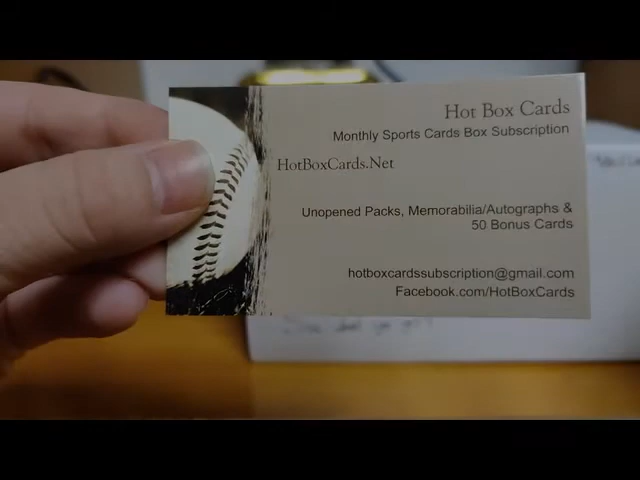 Hot Box Cards
Monthly Sports Cards Box Subscription
HotBoxCards.Net
Unopened Packs, Memorabilia/Autographs &
50 Bonus Cards
hotboxcardssubscription@gmail.com
Facebook.com/HotBoxCards